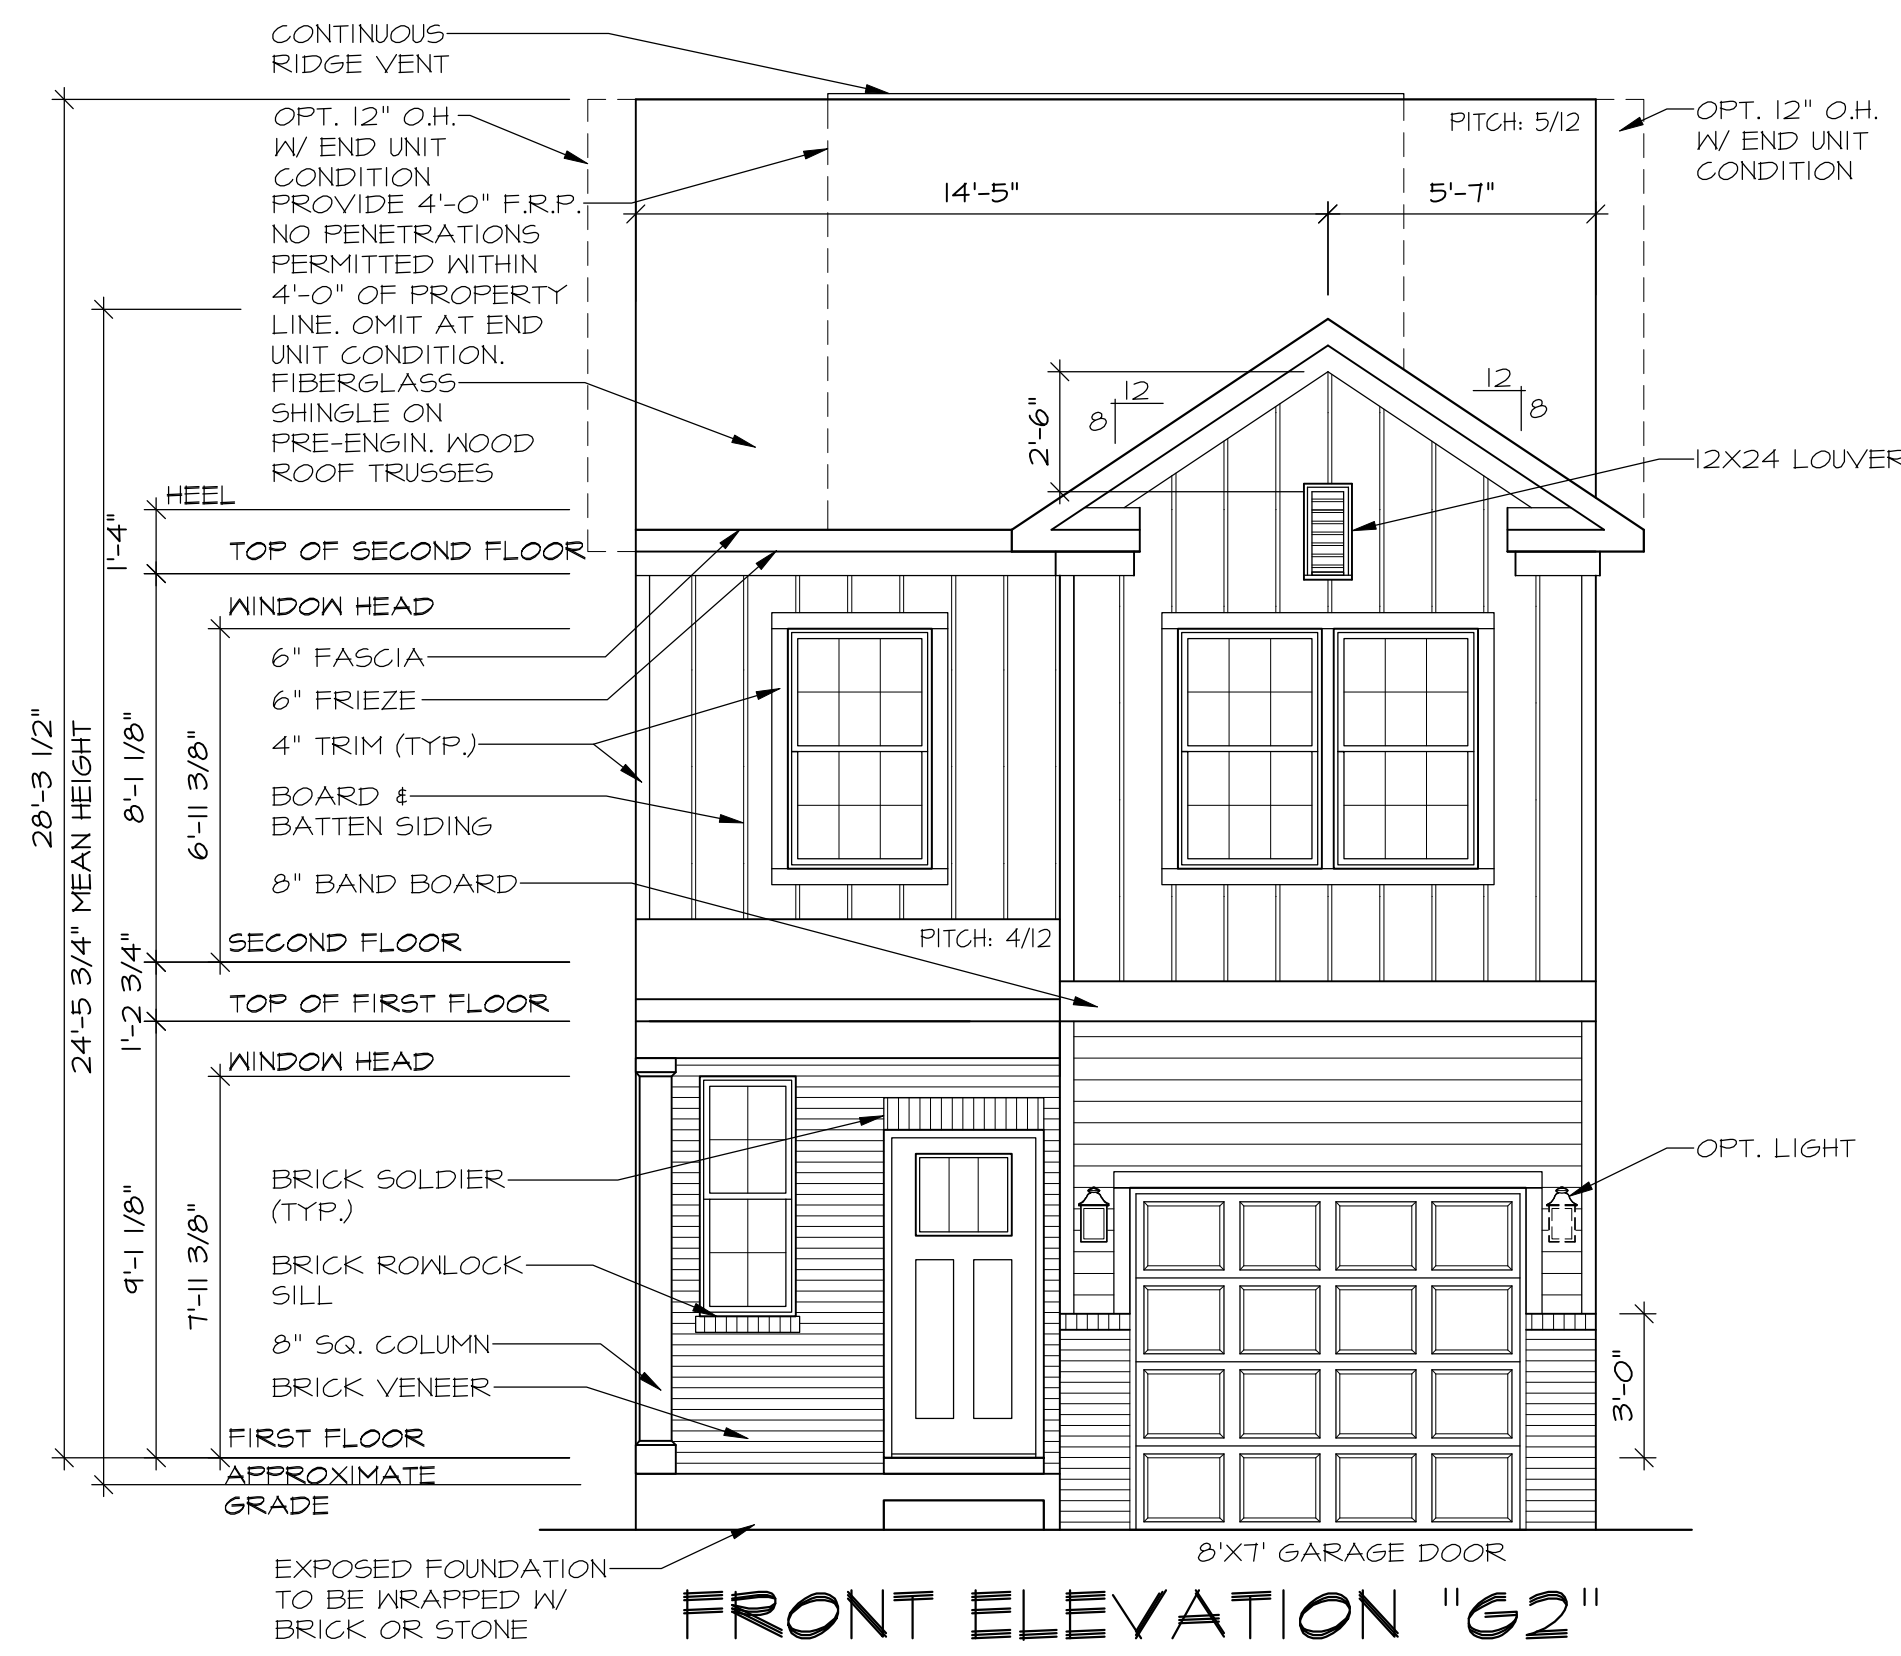 CONTINUOUS
RIDGE VENT
OPT. 12" O.H.
W/ END UNIT
CONDITION
PROVIDE 4'-0" F.R.P.
NO PENETRATIONS
PERMITTED WITHIN
4'-0" OF PROPERTY
LINE. OMIT AT END
UNIT CONDITION.
FIBERGLASS
SHINGLE ON
PRE-ENGIN. WOOD
ROOF TRUSSES
HEEL
1'-4"
TOP OF SECOND FLOOR
WINDOW HEAD
6" FASCIA
6" FRIEZE
4" TRIM (TYP.)
BOARD &
BATTEN SIDING
8" BAND BOARD
28'-3 1/2"
24'-5 3/4" MEAN HEIGHT
8'-1 1/8"
6'-11 3/8"
SECOND FLOOR
1'-2 3/4"
TOP OF FIRST FLOOR
WINDOW HEAD
BRICK SOLDIER
(TYP.)
9'-1 1/8"
7'-11 3/8"
BRICK ROWLOCK
SILL
8" SQ. COLUMN
BRICK VENEER
FIRST FLOOR
APPROXIMATE
GRADE
EXPOSED FOUNDATION
TO BE WRAPPED W/
BRICK OR STONE
PITCH: 5/12
14'-5"
5'-7"
OPT. 12" O.H.
W/ END UNIT
CONDITION
2'-6"
12
8
12
8
12X24 LOUVER
PITCH: 4/12
OPT. LIGHT
3'-0"
8'X7' GARAGE DOOR
FRONT ELEVATION "G2"